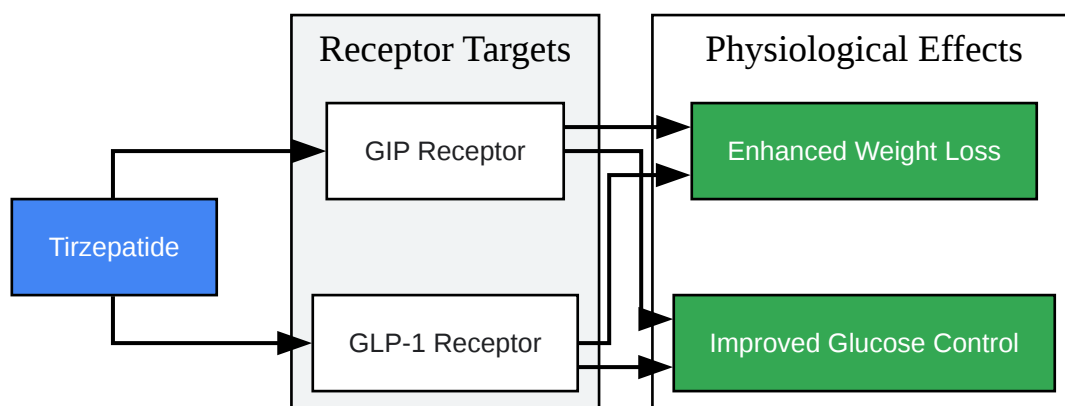 Receptor Targets
Physiological Effects
GIP Receptor
Enhanced Weight Loss
Tirzepatide
GLP-1 Receptor
Improved Glucose Control